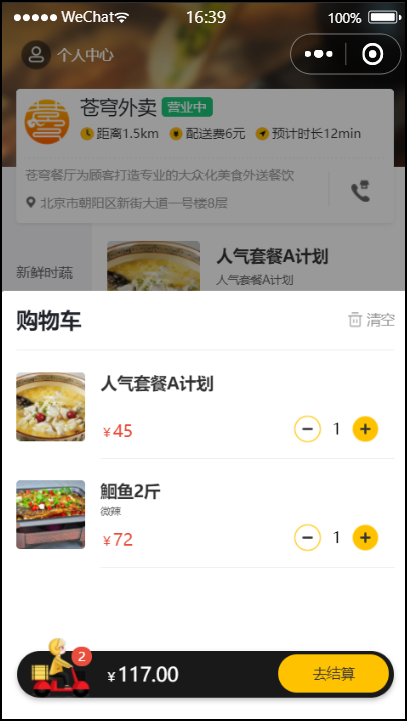 WeChat 16:39 100%
个人中心
苍穹外卖 营业中
距离1.5km 配送费6元 预计时长12min
苍穹餐厅为顾客打造专业的大众化美食外送餐饮
北京市朝阳区新街大道一号楼8层
新鲜时蔬
人气套餐A计划
人气套餐A计划
购物车 清空
人气套餐A计划
¥45 1
鮰鱼2斤
微辣
¥72 1
2
¥117.00 去结算